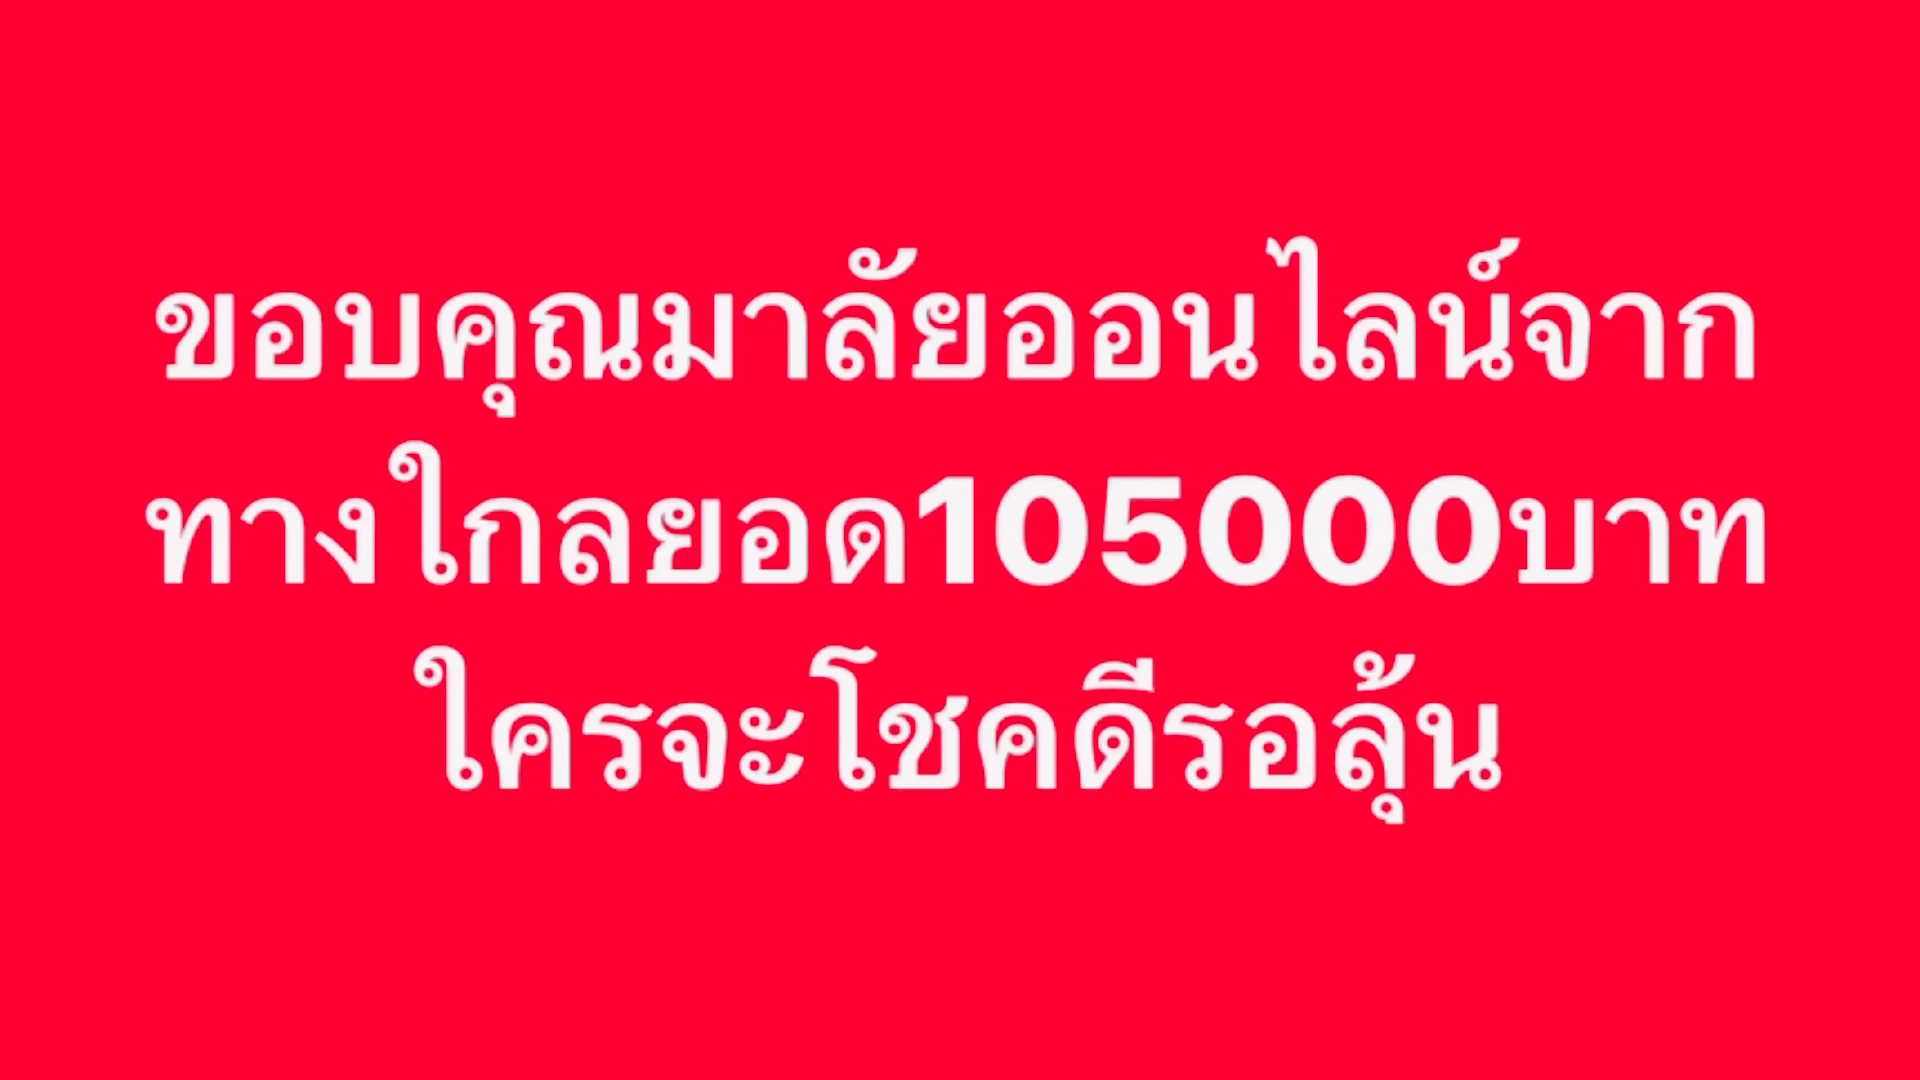 ขอบคุณมาลัยออนไลน์จาก
ทางใกลยอด105000บาท
ใครจะโชคดีรอลุ้น